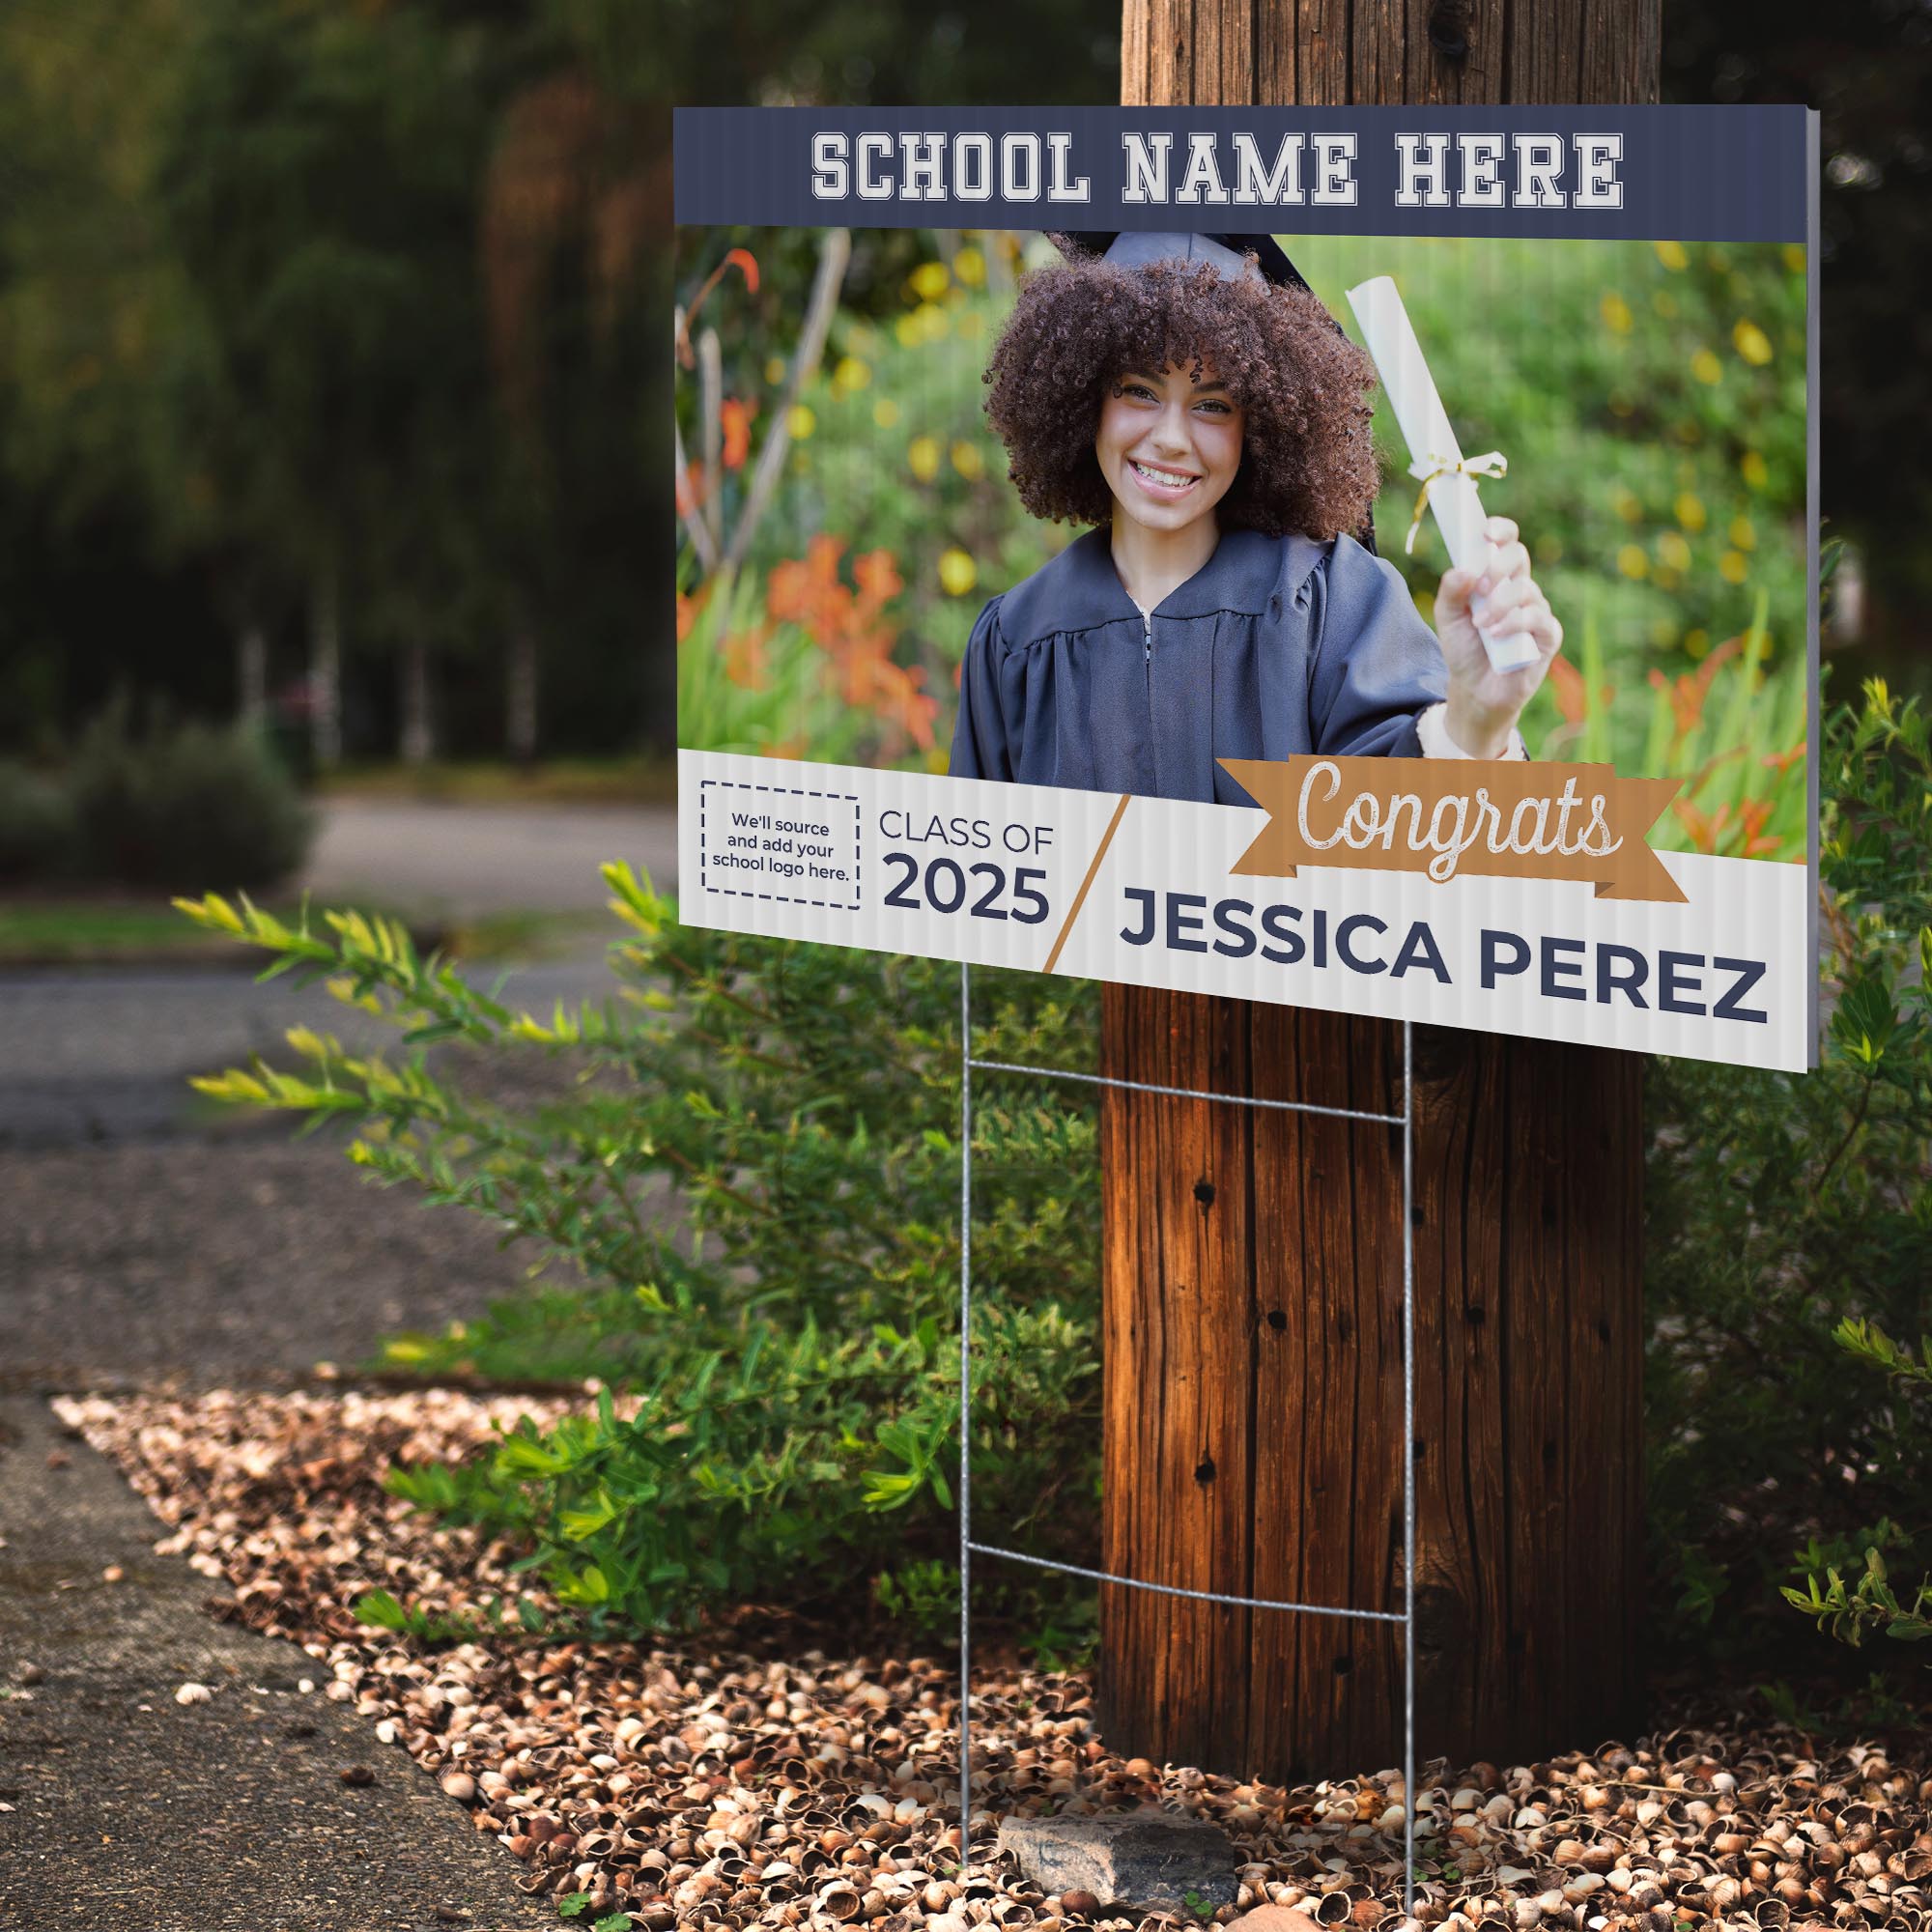 SCHOOL NAME HERE
We'll source
and add your
school logo here.
CLASS OF
2025
Congrats
JESSICA PEREZ